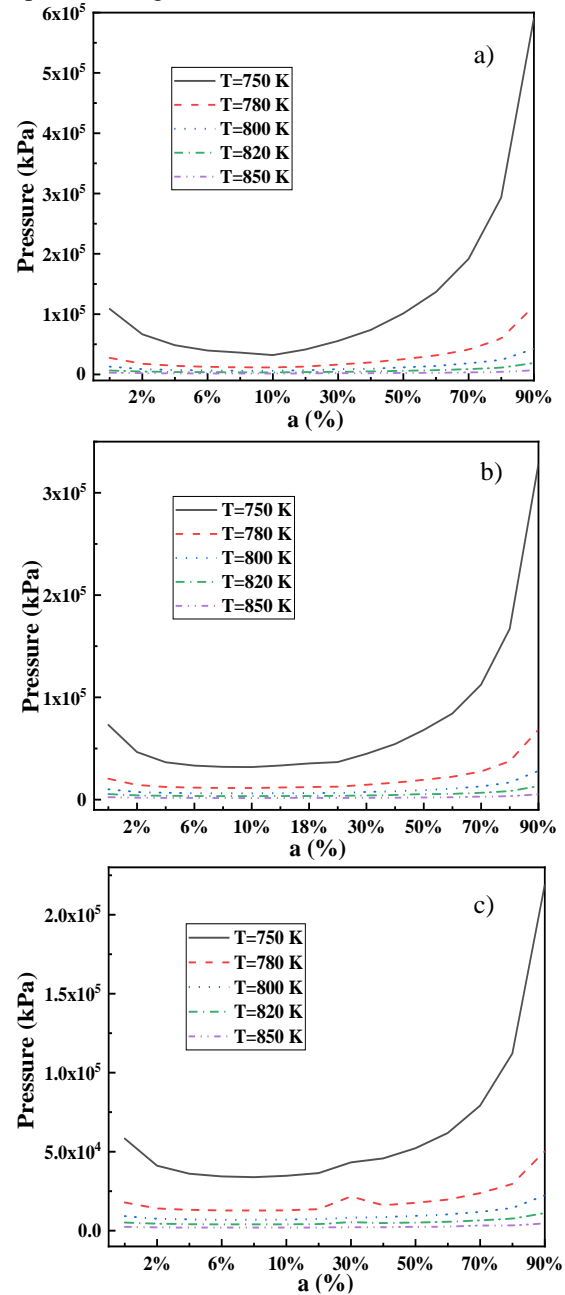 6x10⁵
a)
T=750 K
T=780 K
5x10⁵
T=800 K
T=820 K
4x10⁵
T=850 K
Pressure (kPa)
3x10⁵
2x10⁵
1x10⁵
0
2% 6% 10% 30% 50% 70% 90%
a (%)
b)
3x10⁵
T=750 K
T=780 K
T=800 K
T=820 K
2x10⁵
T=850 K
Pressure (kPa)
1x10⁵
0
2% 6% 10% 18% 30% 50% 70% 90%
a (%)
c)
2.0x10⁵
T=750 K
T=780 K
T=800 K
1.5x10⁵
T=820 K
T=850 K
Pressure (kPa)
1.0x10⁵
5.0x10⁴
0.0
2% 6% 10% 30% 50% 70% 90%
a (%)